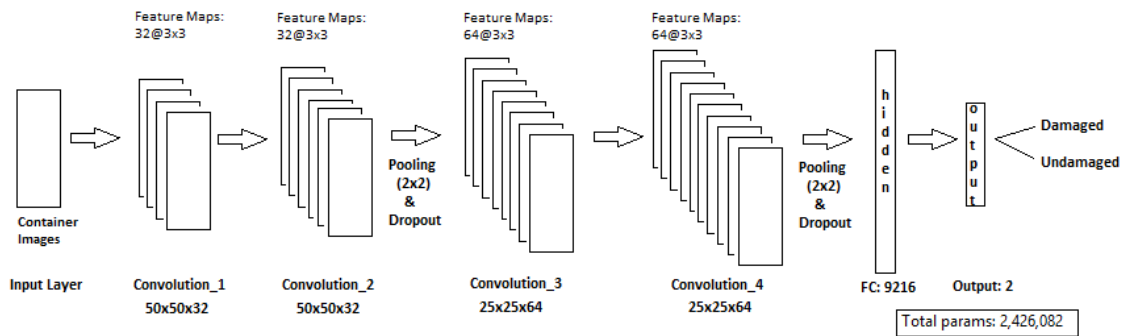 Feature Maps:
32@3x3
Feature Maps:
32@3x3
Feature Maps:
64@3x3
Feature Maps:
64@3x3
Container
Images
Pooling
(2x2)
&
Dropout
Pooling
(2x2)
&
Dropout
hidden
output
Damaged
Undamaged
Input Layer
Convolution_1
50x50x32
Convolution_2
50x50x32
Convolution_3
25x25x64
Convolution_4
25x25x64
FC: 9216
Output: 2
Total params: 2,426,082